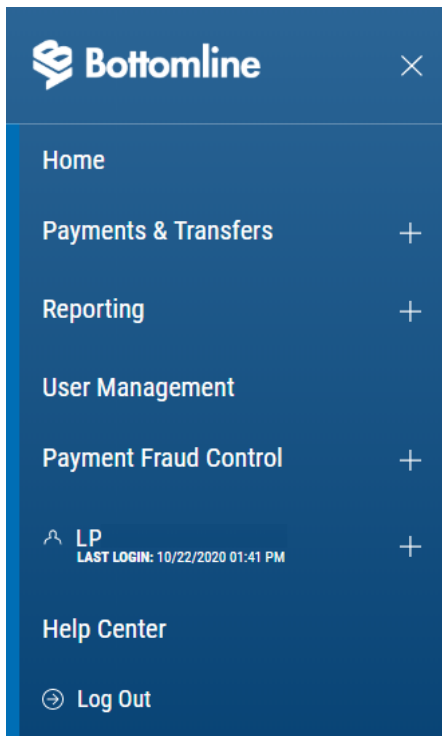 Bottomline
Home
Payments & Transfers
Reporting
User Management
Payment Fraud Control
LP
LAST LOGIN: 10/22/2020 01:41 PM
Help Center
Log Out